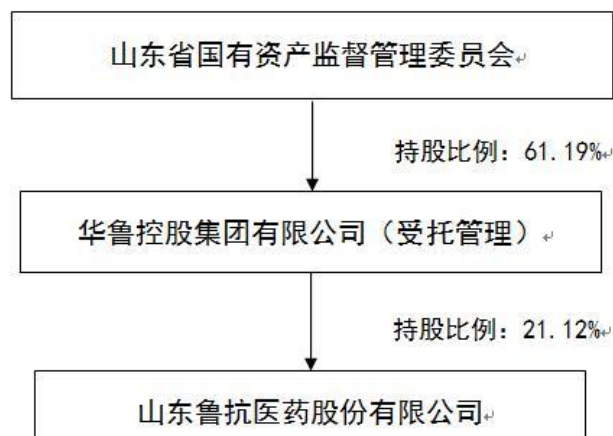 山东省国有资产监督管理委员会
持股比例：61.19%
华鲁控股集团有限公司（受托管理）
持股比例：21.12%
山东鲁抗医药股份有限公司